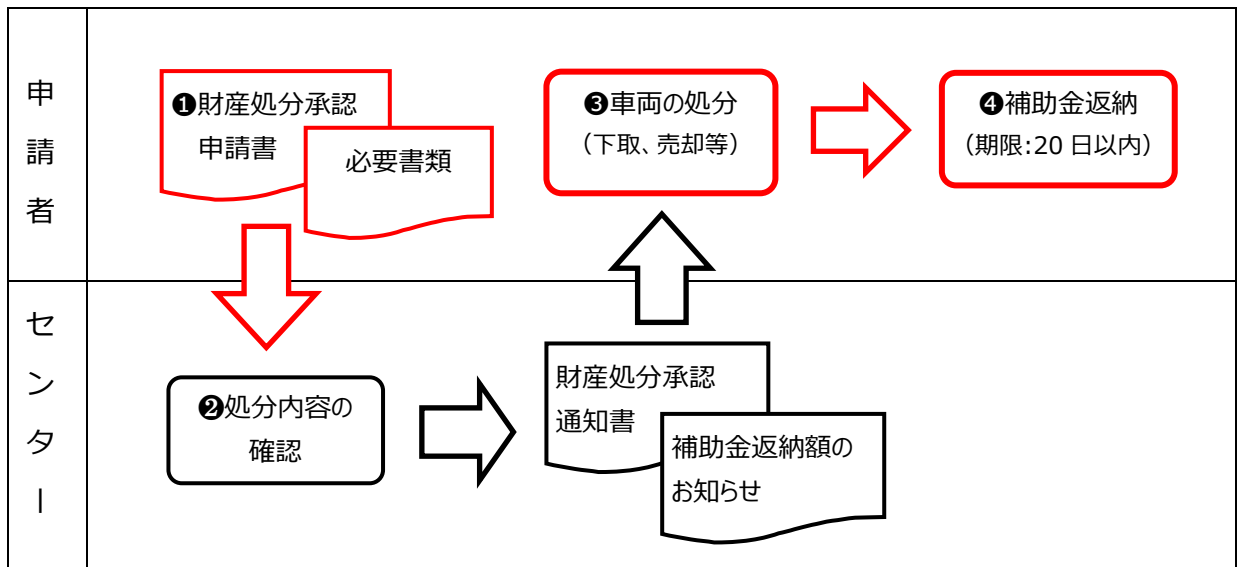 申請者
❶財産処分承認
申請書
必要書類
❸車両の処分
（下取、売却等）
❹補助金返納
（期限:20 日以内）
センター
❷処分内容の
確認
財産処分承認
通知書
補助金返納額の
お知らせ